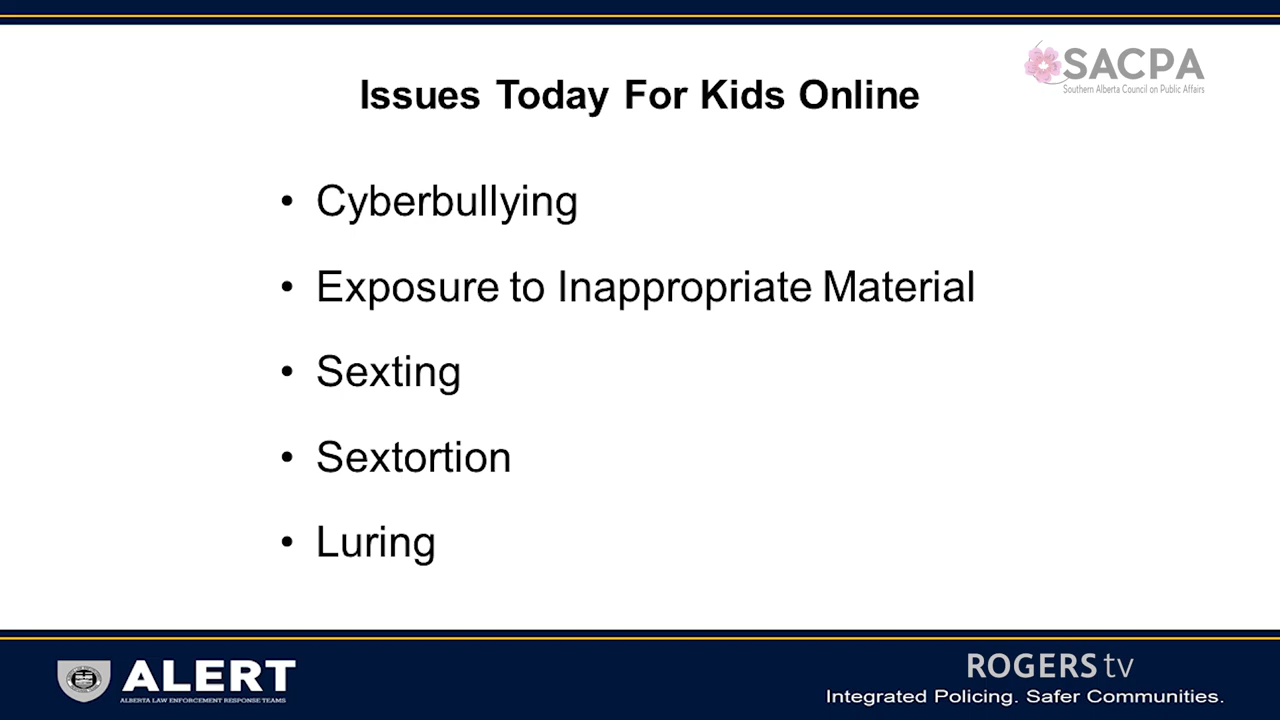 SACPA
Southern Alberta Council on Public Affairs
Issues Today For Kids Online
• Cyberbullying
• Exposure to Inappropriate Material
• Sexting
• Sextortion
• Luring
ALERT
ALBERTA LAW ENFORCEMENT RESPONSE TEAMS
ROGERS tv
Integrated Policing. Safer Communities.